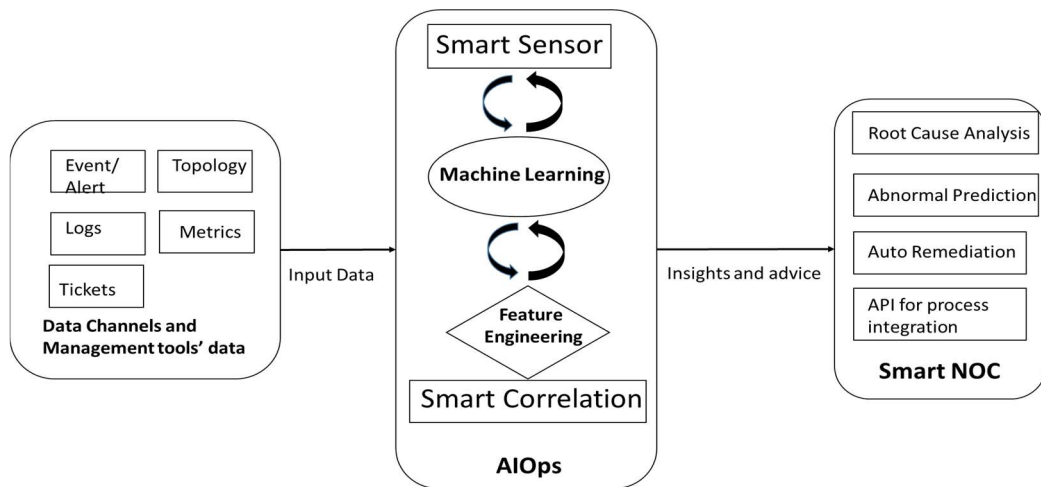 Event/
Alert
Topology
Logs
Metrics
Tickets
Data Channels and
Management tools' data
Input Data
Smart Sensor
Machine Learning
Feature
Engineering
Smart Correlation
AIOps
Insights and advice
Root Cause Analysis
Abnormal Prediction
Auto Remediation
API for process
integration
Smart NOC